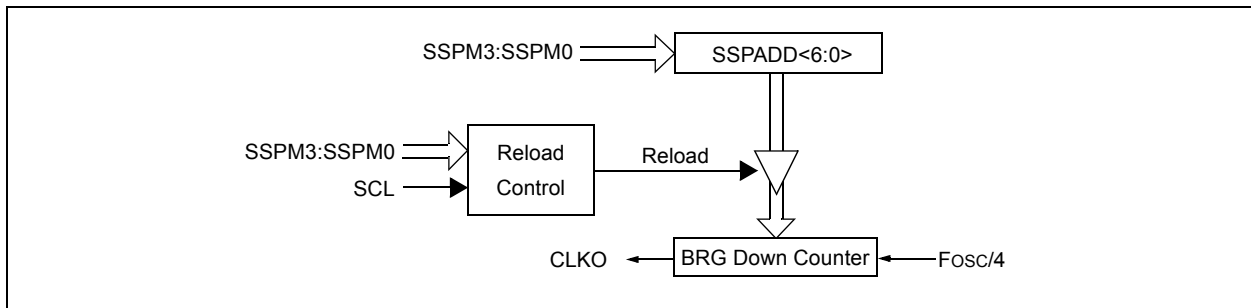 SSPM3:SSPM0
SSPADD<6:0>
SSPM3:SSPM0
SCL
Reload
Control
Reload
CLKO
BRG Down Counter
FOSC/4